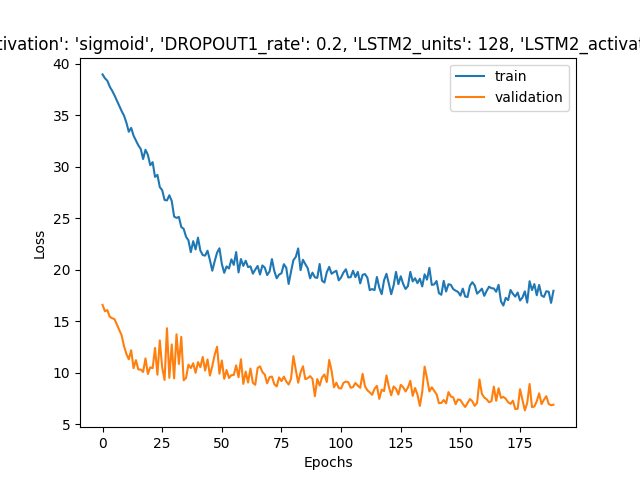 tivation': 'sigmoid', 'DROPOUT1_rate': 0.2, 'LSTM2_units': 128, 'LSTM2_activat
40
35
30
25
20
15
10
5
Loss
train
validation
0 25 50 75 100 125 150 175
Epochs